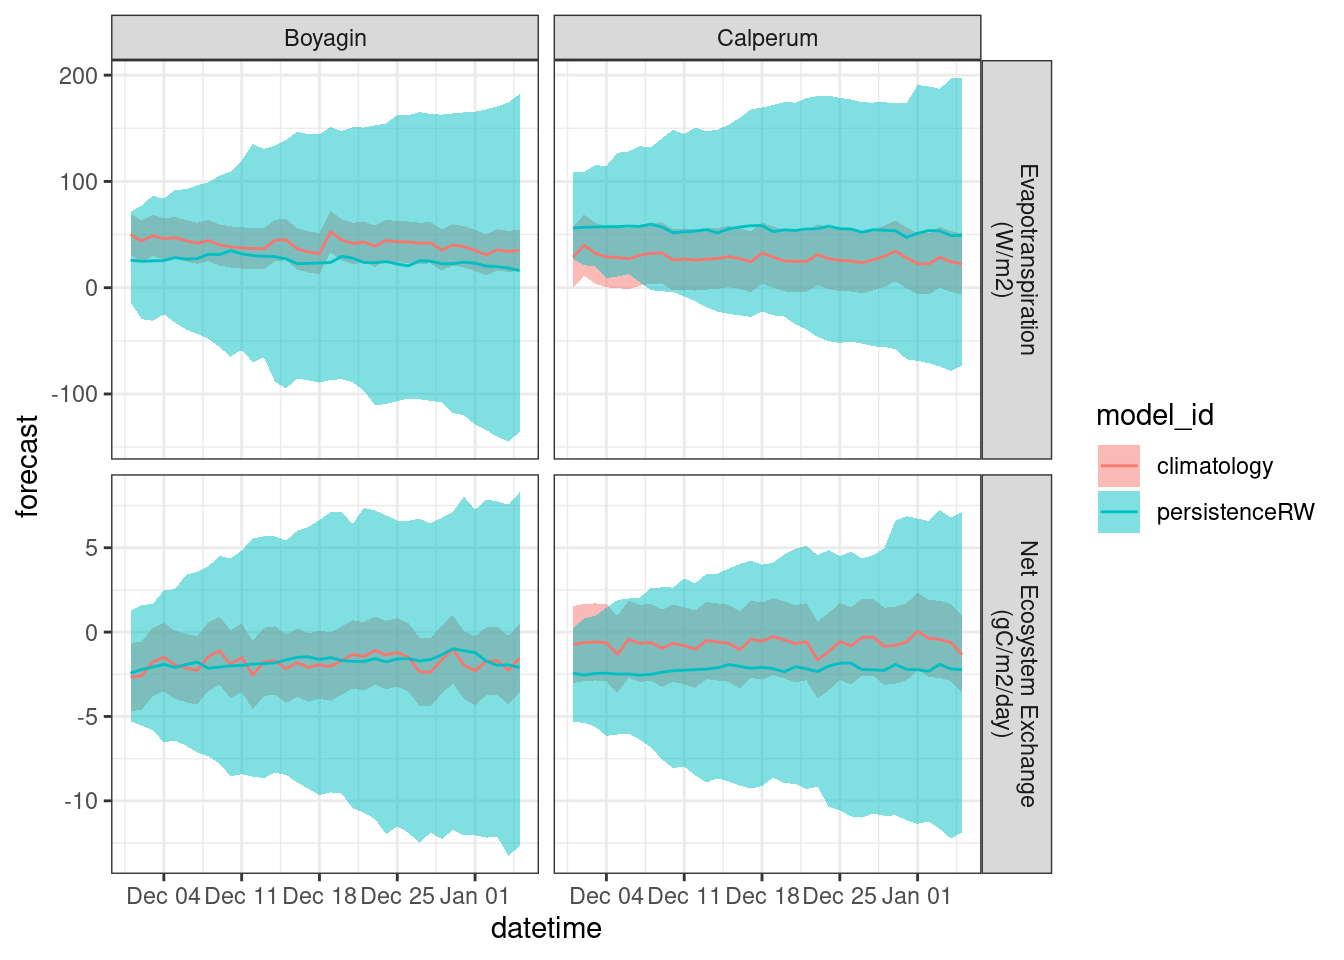 Boyagin
Calperum
200
100
0
-100
Evapotranspiration
(W/m2)
5
0
-5
-10
Net Ecosystem Exchange
(gC/m2/day)
Dec 04 Dec 11 Dec 18 Dec 25 Jan 01
Dec 04 Dec 11 Dec 18 Dec 25 Jan 01
datetime
forecast
model_id
climatology
persistenceRW